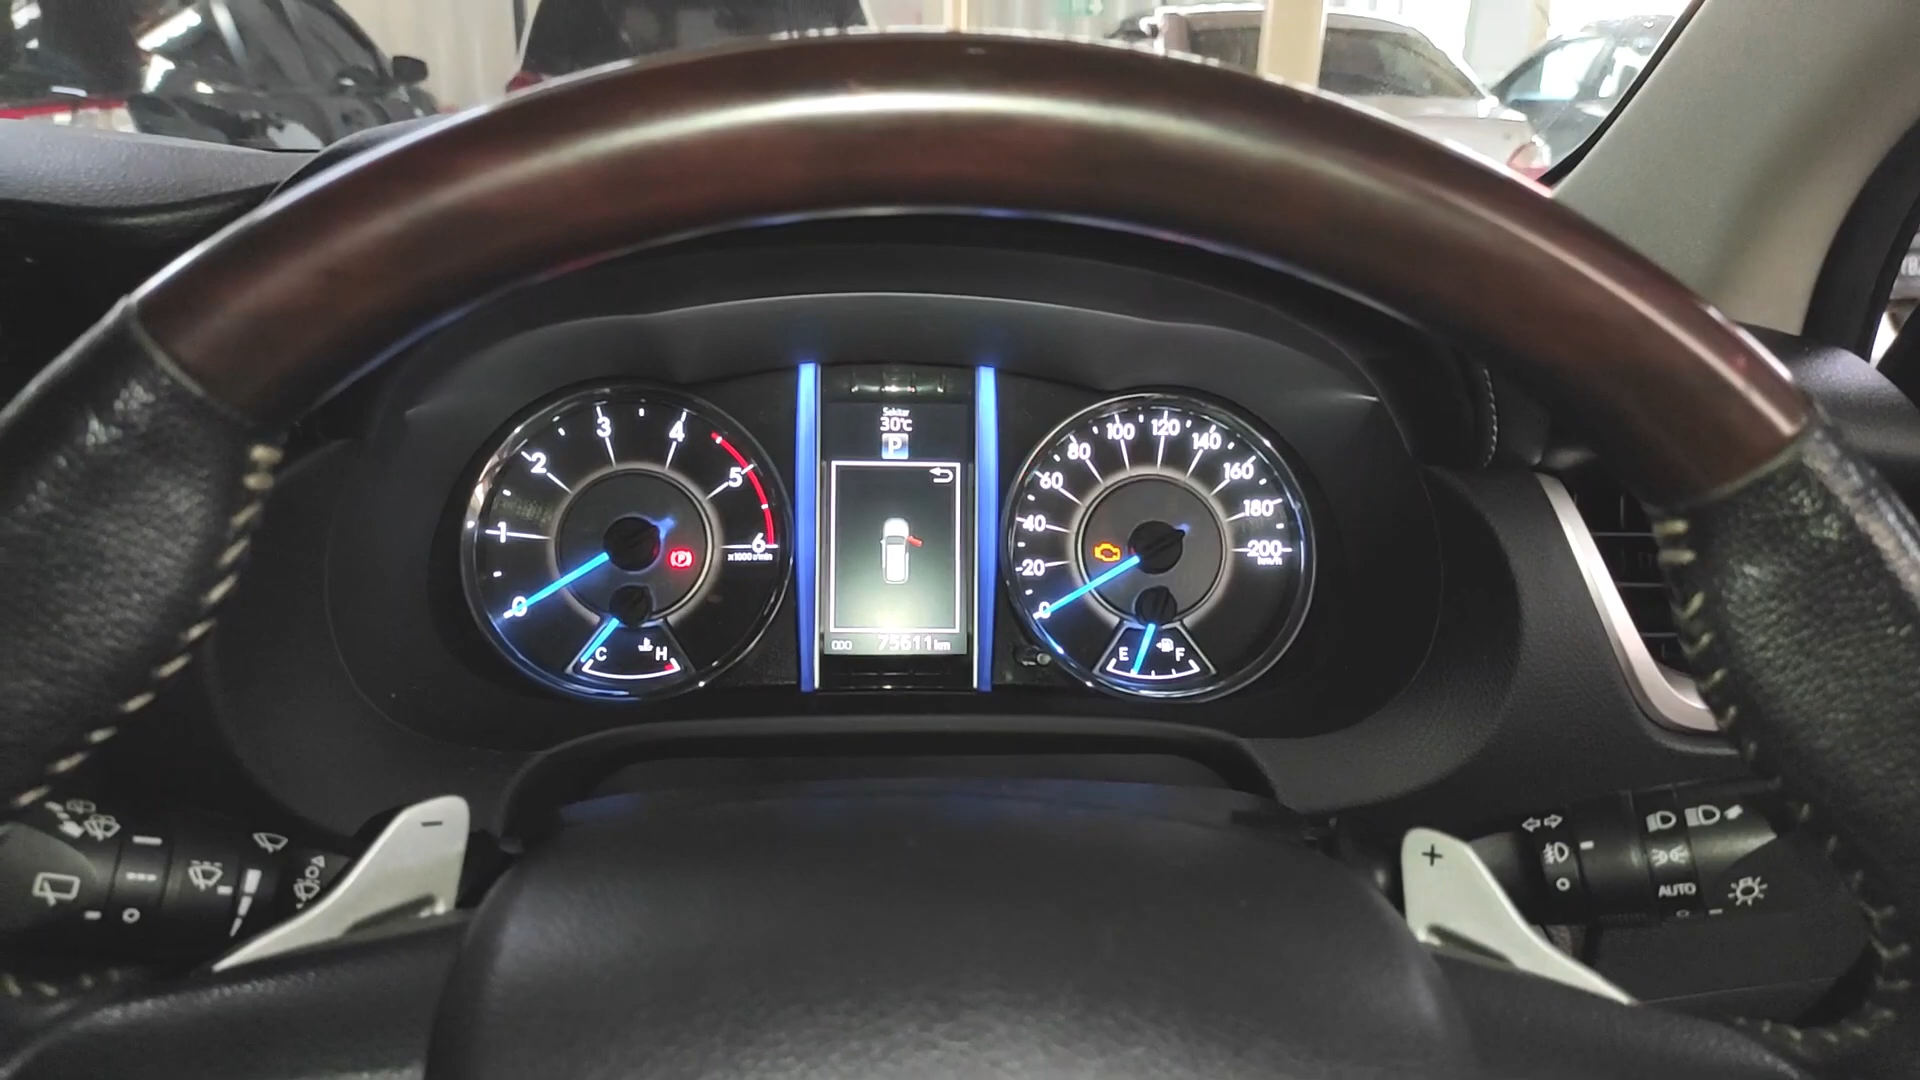 Sekitar
30°C
P
ODO 75611 km
0 1 2 3 4 5 6
x1000 r/min
P
C H
0 20 40 60 80 100 120 140 160 180 200
km/h
E F
-
+
AUTO